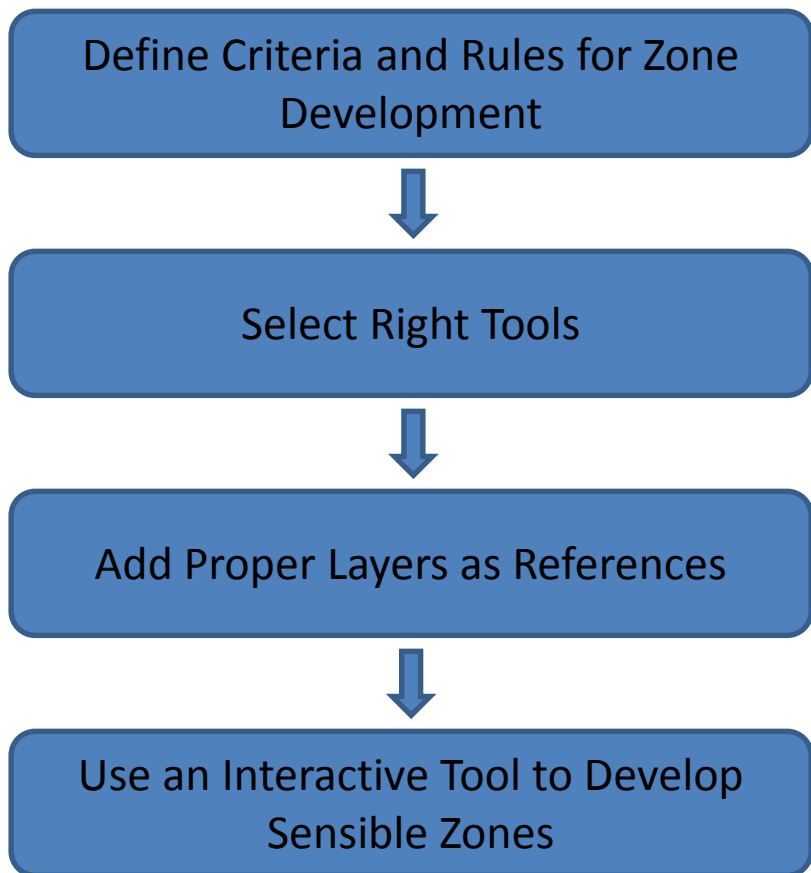 Define Criteria and Rules for Zone
Development
Select Right Tools
Add Proper Layers as References
Use an Interactive Tool to Develop
Sensible Zones